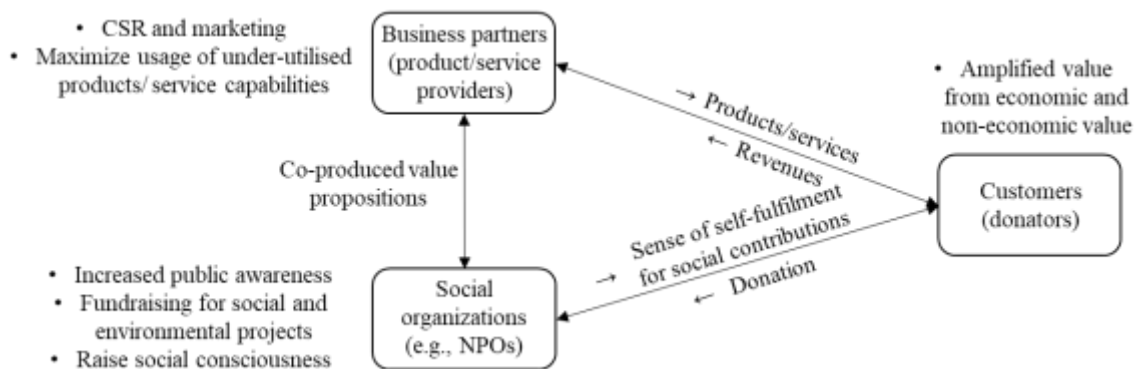 • CSR and marketing
• Maximize usage of under-utilised
products/ service capabilities
Business partners
(product/service
providers)
• Amplified value
from economic and
non-economic value
→ Products/services
← Revenues
Co-produced value
propositions
Customers
(donators)
→ Sense of self-fulfilment
for social contributions
← Donation
• Increased public awareness
• Fundraising for social and
environmental projects
• Raise social consciousness
Social
organizations
(e.g., NPOs)